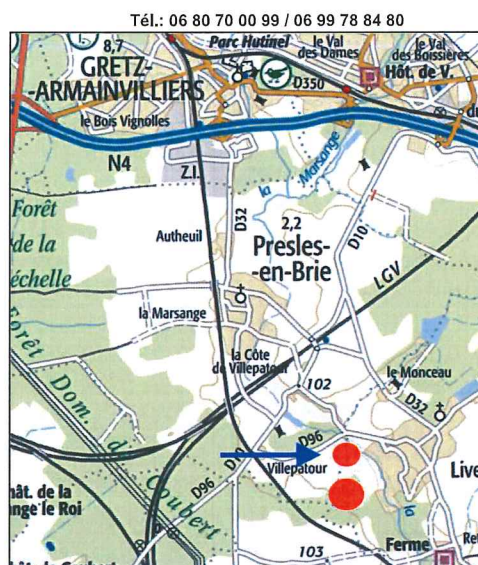 Tél.: 06 80 70 00 99 / 06 99 78 84 80
8,7
Parc Hutinel
le Val
des Dames
le Val
des Boissières
GRETZ-
-ARMAINVILLIERS
D350
Hôt. de V.
le Bois Vignolles
N4
Z.I.
la Marsange
Forêt
de la
échelle
Autheuil
D32
2,2
Presles-
-en-Brie
D10
LGV
la Marsange
la Côte
de Villepatour
102
le Monceau
D32
Forêt Dom. de Coubert
D10
D96
D96
Villepatour
Live
hât. de la
ange le Roi
103
Ferme